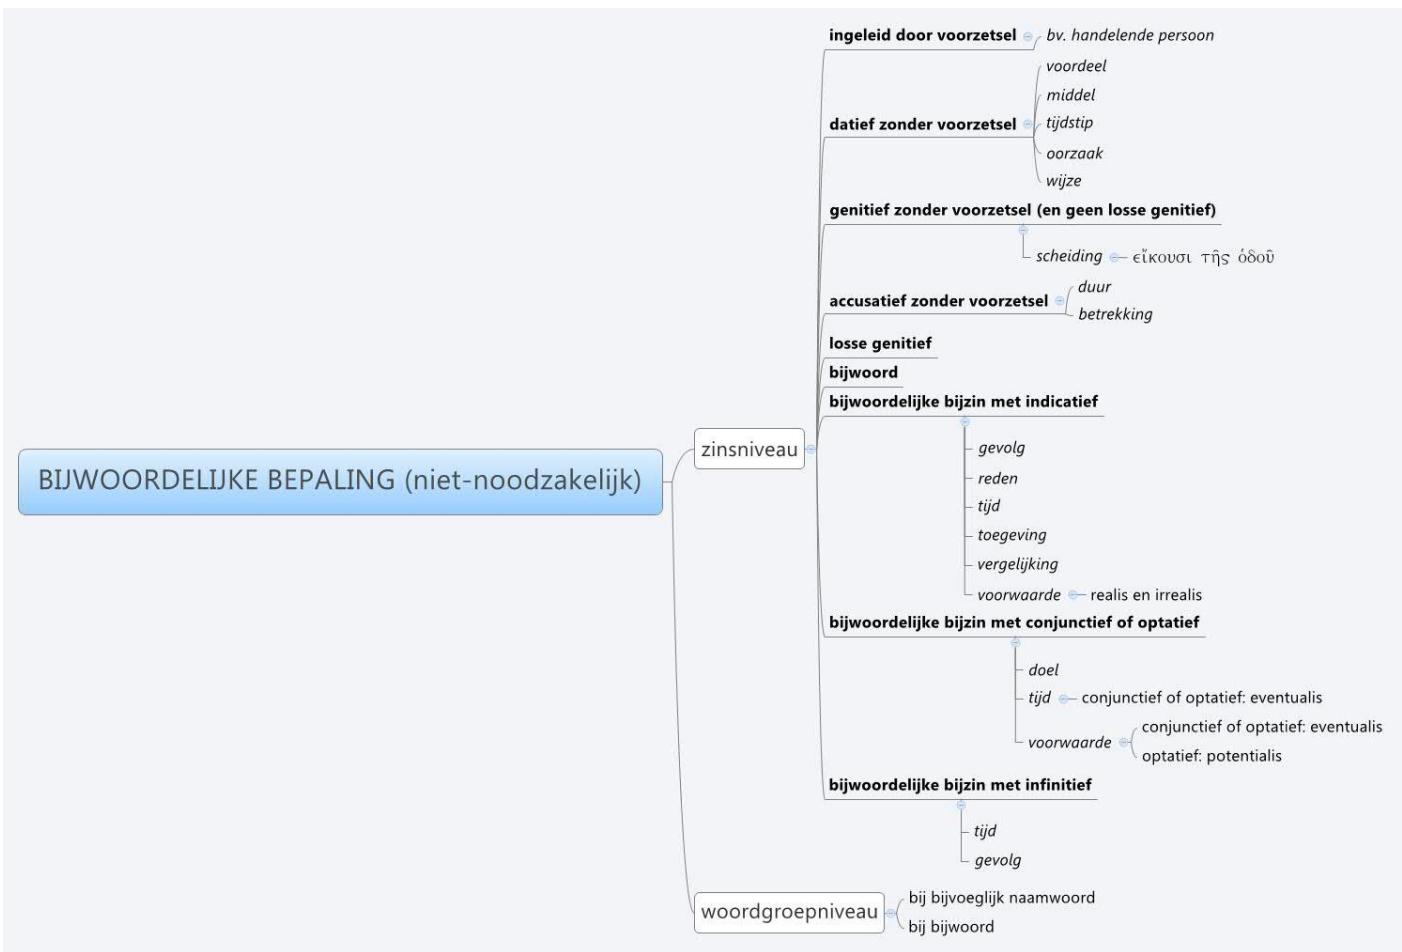 BIJWOORDELIJKE BEPALING (niet-noodzakelijk)
zinsniveau
ingeleid door voorzetsel
bv. handelende persoon
datief zonder voorzetsel
voordeel
middel
tijdstip
oorzaak
wijze
genitief zonder voorzetsel (en geen losse genitief)
scheiding
εἴκουσι τῆς ὁδοῦ
accusatief zonder voorzetsel
duur
betrekking
losse genitief
bijwoord
bijwoordelijke bijzin met indicatief
gevolg
reden
tijd
toegeving
vergelijking
voorwaarde
realis en irrealis
bijwoordelijke bijzin met conjunctief of optatief
doel
tijd
conjunctief of optatief: eventualis
voorwaarde
conjunctief of optatief: eventualis
optatief: potentialis
bijwoordelijke bijzin met infinitief
tijd
gevolg
woordgroepniveau
bij bijvoeglijk naamwoord
bij bijwoord